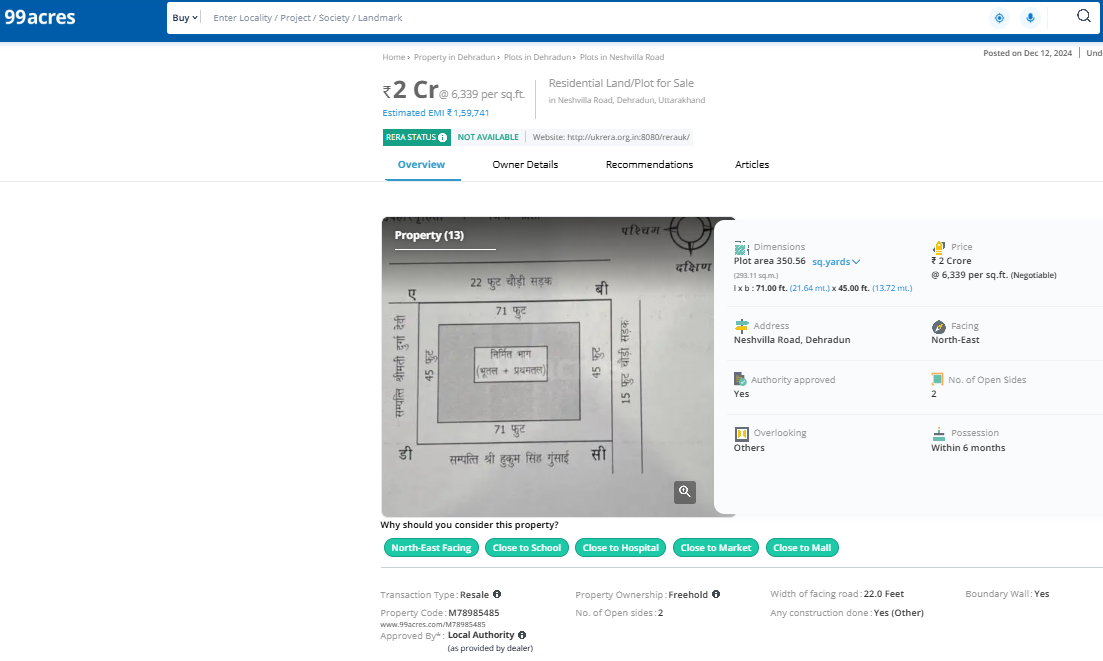 99acres
Buy
Enter Locality / Project / Society / Landmark
Home › Property in Dehradun › Plots in Dehradun › Plots in Neshvilla Road
Posted on Dec 12, 2024 | Und
₹2 Cr @ 6,339 per sq.ft.
Estimated EMI ₹ 1,59,741
Residential Land/Plot for Sale
in Neshvilla Road, Dehradun, Uttarakhand
RERA STATUS NOT AVAILABLE | Website: http://ukrera.org.in:8080/rerauk/
Overview
Owner Details
Recommendations
Articles
Property (13)
पश्चिम
दक्षिण
22 फुट चौड़ी सड़क
ए
बी
71 फुट
सम्पत्ति श्रीमती दुर्गा देवी
45 फुट
निर्मित भाग
(भूतल + प्रथमतल)
45 फुट
15 फुट चौड़ी सड़क
71 फुट
डी
सी
सम्पत्ति श्री हुकुम सिंह गुंसाई
Dimensions
Plot area 350.56 sq.yards
(293.11 sq.m.)
l x b : 71.00 ft. (21.64 mt.) x 45.00 ft. (13.72 mt.)
Price
₹ 2 Crore
@ 6,339 per sq.ft. (Negotiable)
Address
Neshvilla Road, Dehradun
Facing
North-East
Authority approved
Yes
No. of Open Sides
2
Overlooking
Others
Possession
Within 6 months
Why should you consider this property?
North-East Facing
Close to School
Close to Hospital
Close to Market
Close to Mall
Transaction Type : Resale
Property Ownership : Freehold
Width of facing road : 22.0 Feet
Boundary Wall : Yes
Property Code : M78985485
www.99acres.com/M78985485
No. of Open sides : 2
Any construction done : Yes (Other)
Approved By* : Local Authority
(as provided by dealer)